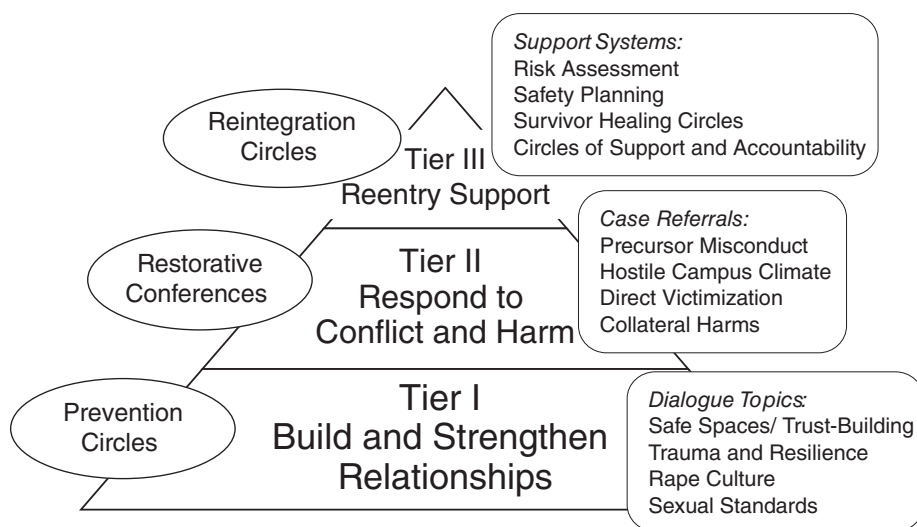 Support Systems:
Risk Assessment
Safety Planning
Survivor Healing Circles
Circles of Support and Accountability
Reintegration
Circles
Tier III
Reentry Support
Case Referrals:
Precursor Misconduct
Hostile Campus Climate
Direct Victimization
Collateral Harms
Restorative
Conferences
Tier II
Respond to
Conflict and Harm
Dialogue Topics:
Safe Spaces/ Trust-Building
Trauma and Resilience
Rape Culture
Sexual Standards
Prevention
Circles
Tier I
Build and Strengthen
Relationships